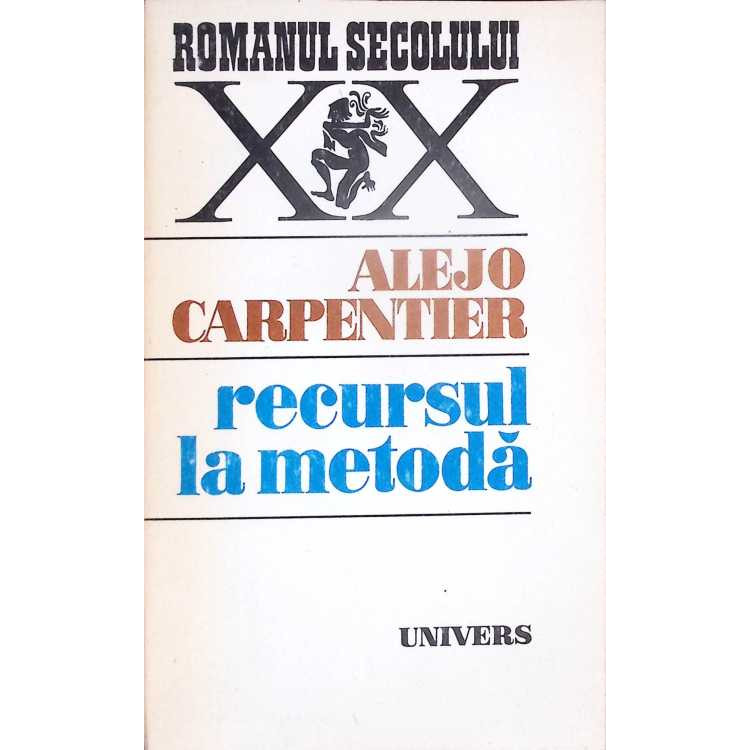 ROMANUL SECOLULUI
XX
ALEJO
CARPENTIER
recursul
la metodă
UNIVERS